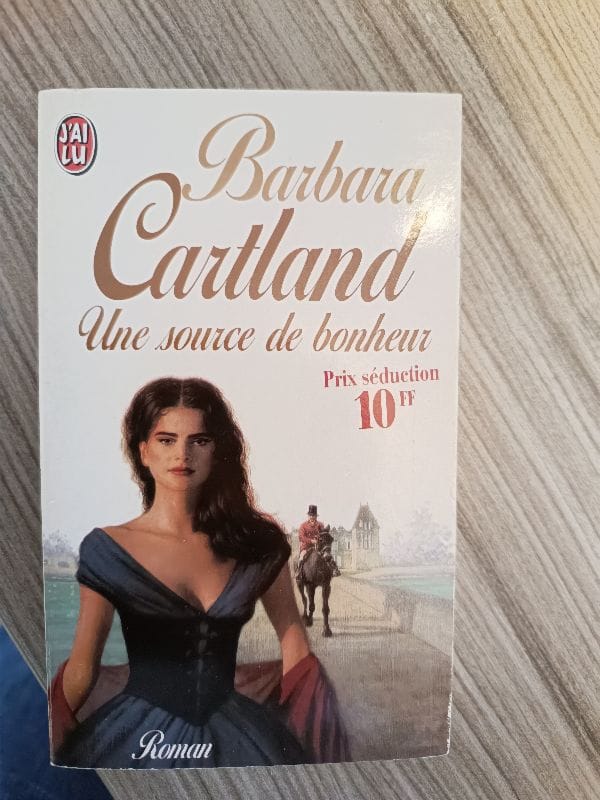 J'AI
LU
Barbara
Cartland
Une source de bonheur
Prix séduction
10 FF
Roman